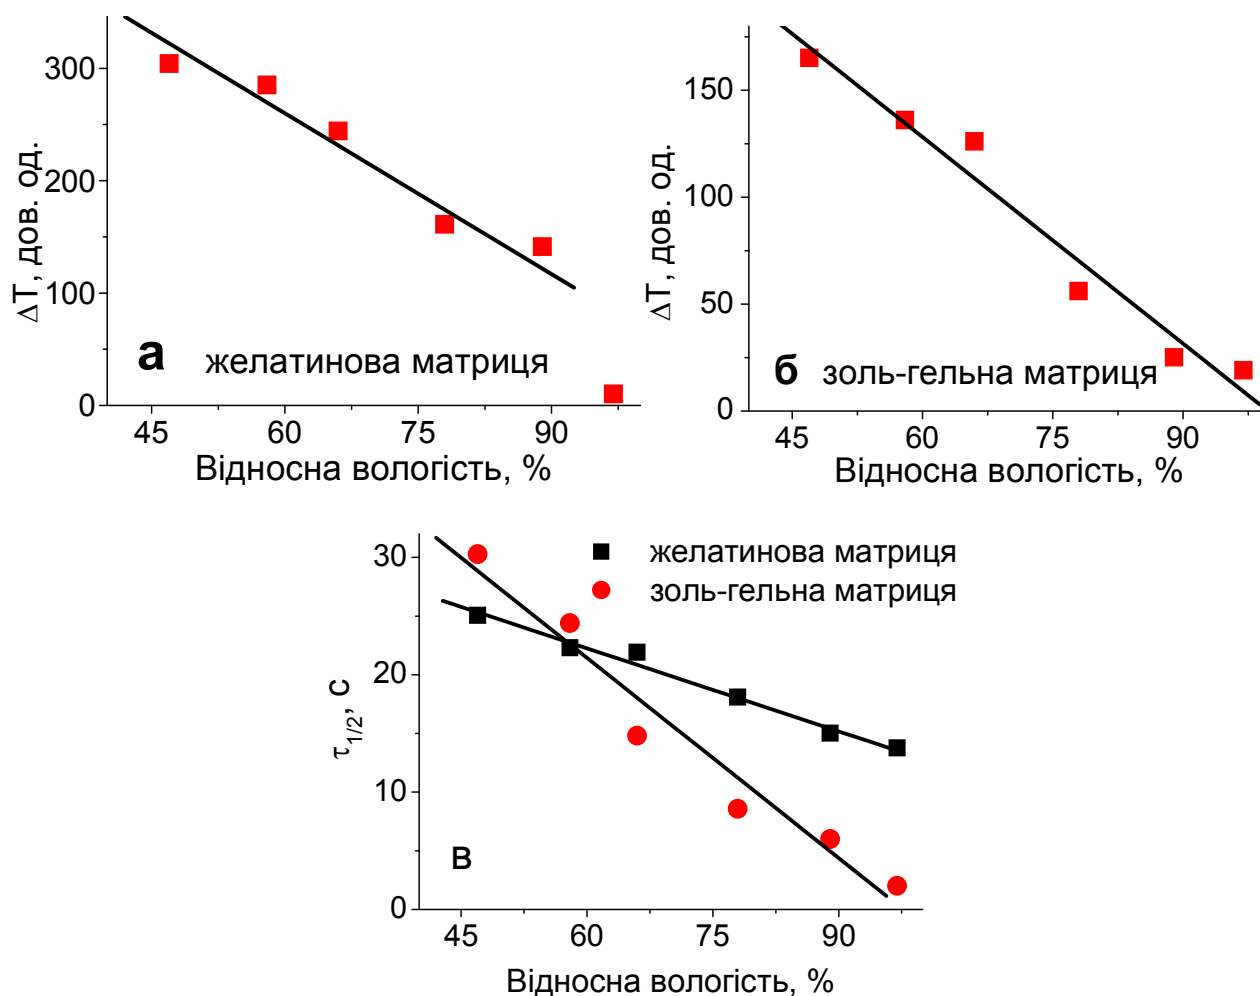 300
200
100
0
45 60 75 90
ΔT, дов. од.
а желатинова матриця
Відносна вологість, %
150
100
50
0
45 60 75 90
ΔT, дов. од.
б золь-гельна матриця
Відносна вологість, %
30
20
10
0
45 60 75 90
τ1/2, с
желатинова матриця
золь-гельна матриця
в
Відносна вологість, %